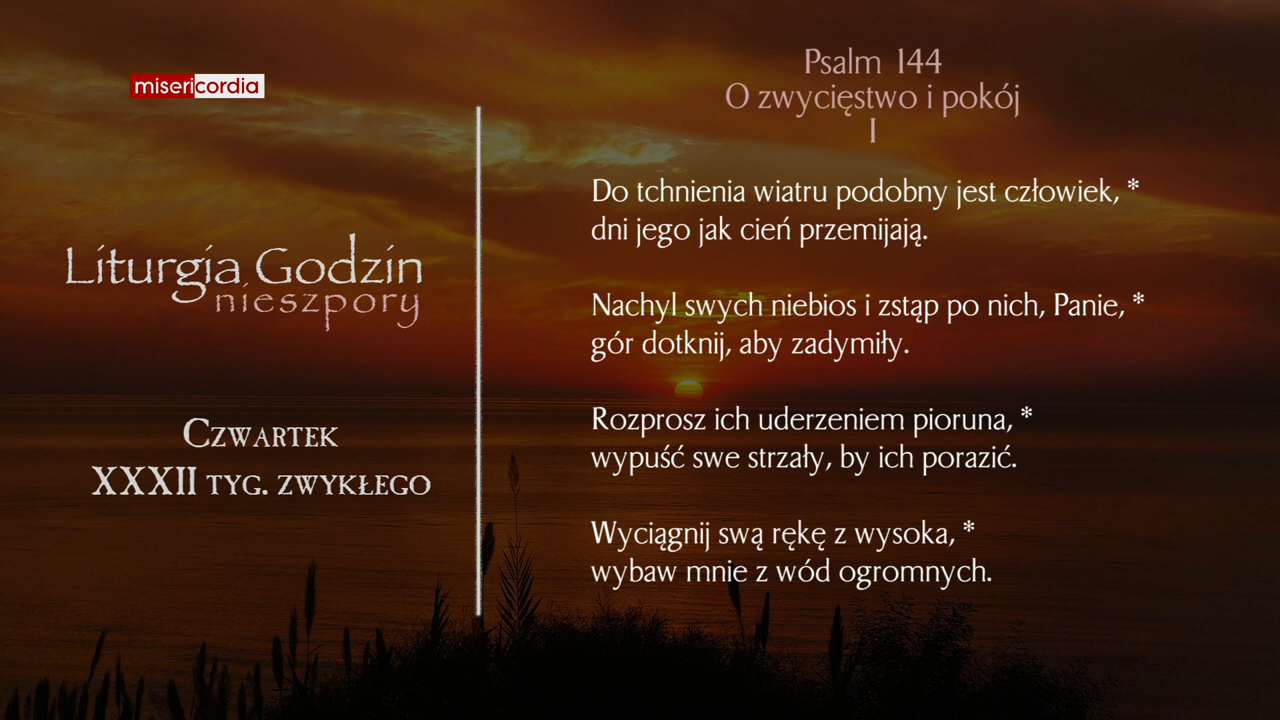 misericordia
Liturgia Godzin
nieszpory
Czwartek
XXXII tyg. zwykłego
Psalm 144
O zwycięstwo i pokój
I
Do tchnienia wiatru podobny jest człowiek, *
dni jego jak cień przemijają.
Nachyl swych niebios i zstąp po nich, Panie, *
gór dotknij, aby zadymiły.
Rozprosz ich uderzeniem pioruna, *
wypuść swe strzały, by ich porazić.
Wyciągnij swą rękę z wysoka, *
wybaw mnie z wód ogromnych.